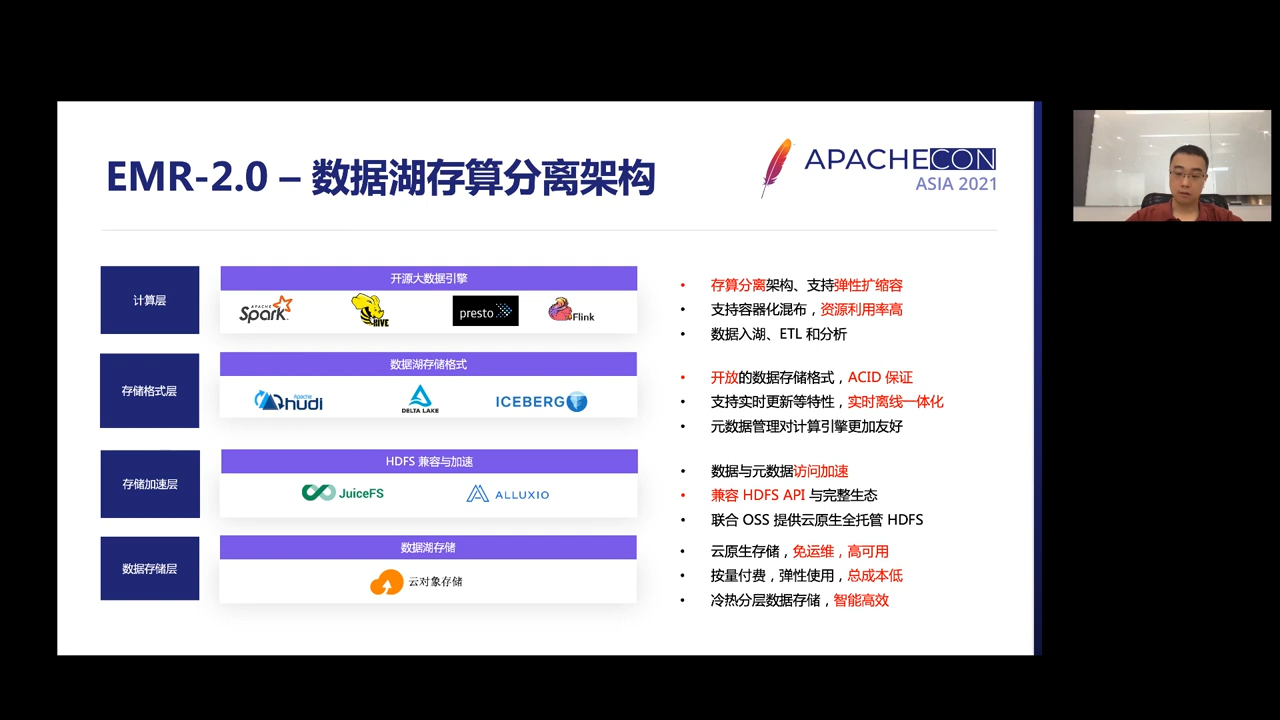 EMR-2.0 – 数据湖存算分离架构
APACHECON
ASIA 2021
计算层
开源大数据引擎
APACHE Spark
HIVE
presto
Flink
存算分离架构、支持弹性扩缩容
支持容器化混布，资源利用率高
数据入湖、ETL 和分析
存储格式层
数据湖存储格式
Apache hudi
DELTA LAKE
ICEBERG
开放的数据存储格式，ACID 保证
支持实时更新等特性，实时离线一体化
元数据管理对计算引擎更加友好
存储加速层
HDFS 兼容与加速
JuiceFS
ALLUXIO
数据与元数据访问加速
兼容 HDFS API 与完整生态
联合 OSS 提供云原生全托管 HDFS
数据存储层
数据湖存储
云对象存储
云原生存储，免运维，高可用
按量付费，弹性使用，总成本低
冷热分层数据存储，智能高效